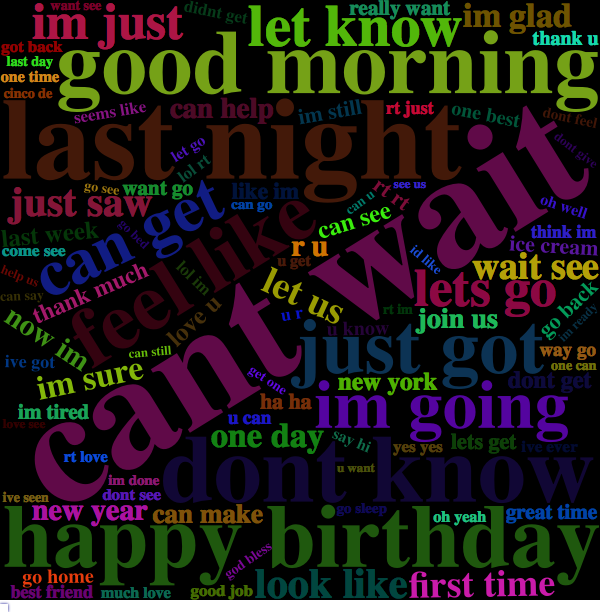 want see
didnt get
really want
im just
let know
im glad
thank u
got back
last day
good morning
one time
cinco de
seems like
can help
im still
rt just
one best
dont feel
last night
dont give
let go
lol rt
rt rt
see us
go see
want go
like im
can go
can u
oh well
just saw
can get
feel like
can see
think im
last week
go bed
ice cream
come see
r u
id like
wait see
help us
u get
cant wait
can say
thank much
lol im
let us
lets go
go back
im ready
now im
love u
u r
u know
rt im
join us
just got
way go
ive got
can still
one can
im sure
get one
new york
dont get
im tired
ha ha
im going
love see
u can
one day
say hi
yes yes
lets get
ive ever
rt love
dont know
u want
im done
dont see
ive seen
new year
can make
go sleep
oh yeah
great time
happy birthday
god bless
go home
look like
first time
best friend
much love
good job